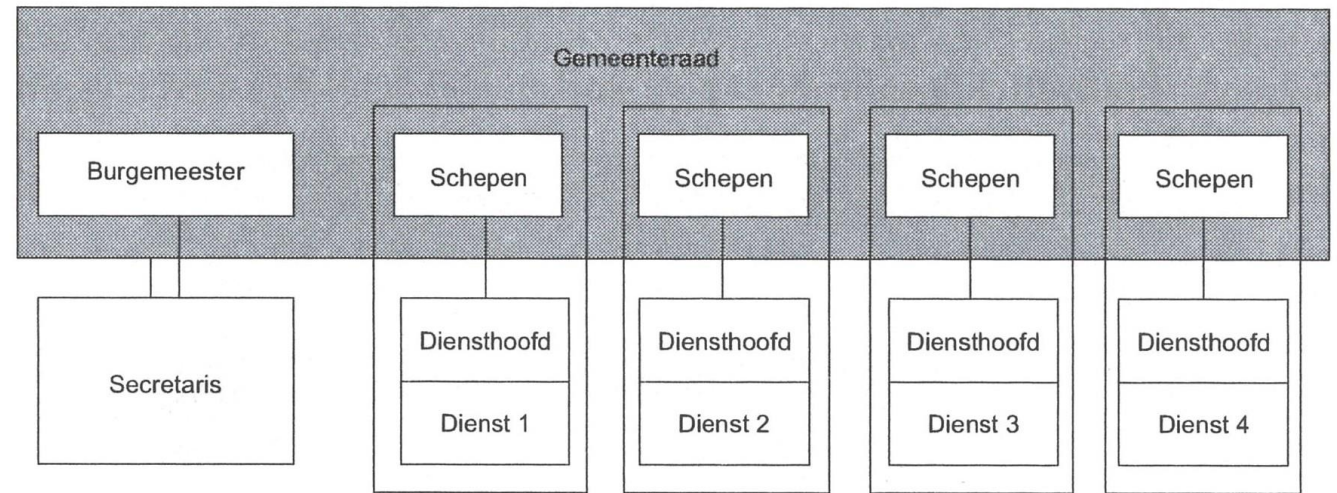 Gemeenteraad
Burgemeester
Schepen
Schepen
Schepen
Schepen
Secretaris
Diensthoofd
Dienst 1
Diensthoofd
Dienst 2
Diensthoofd
Dienst 3
Diensthoofd
Dienst 4